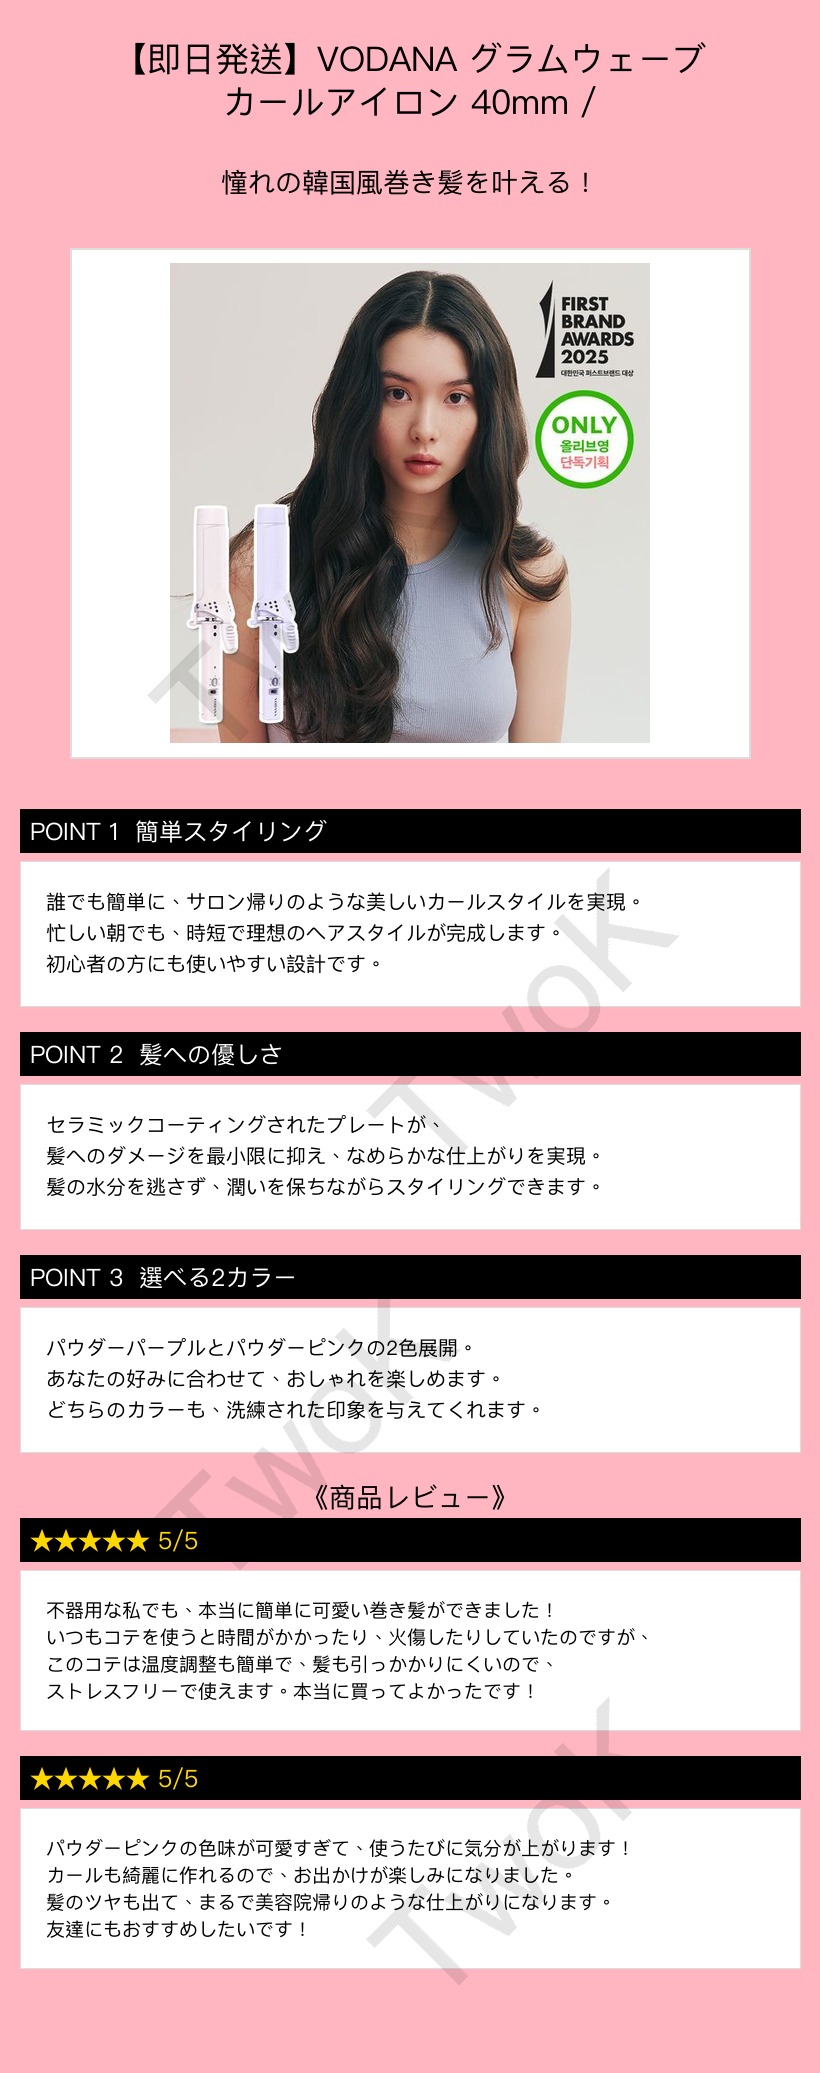 【即日発送】VODANA グラムウェーブ
カールアイロン 40mm /
憧れの韓国風巻き髪を叶える！
FIRST
BRAND
AWARDS
2025
대한민국 퍼스트브랜드 대상
ONLY
올리브영
단독기획
POINT 1 簡単スタイリング
誰でも簡単に、サロン帰りのような美しいカールスタイルを実現。
忙しい朝でも、時短で理想のヘアスタイルが完成します。
初心者の方にも使いやすい設計です。
POINT 2 髪への優しさ
セラミックコーティングされたプレートが、
髪へのダメージを最小限に抑え、なめらかな仕上がりを実現。
髪の水分を逃さず、潤いを保ちながらスタイリングできます。
POINT 3 選べる2カラー
パウダーパープルとパウダーピンクの2色展開。
あなたの好みに合わせて、おしゃれを楽しめます。
どちらのカラーも、洗練された印象を与えてくれます。
《商品レビュー》
★★★★★ 5/5
不器用な私でも、本当に簡単に可愛い巻き髪ができました！
いつもコテを使うと時間がかかったり、火傷したりしていたのですが、
このコテは温度調整も簡単で、髪も引っかかりにくいので、
ストレスフリーで使えます。本当に買ってよかったです！
★★★★★ 5/5
パウダーピンクの色味が可愛すぎて、使うたびに気分が上がります！
カールも綺麗に作れるので、お出かけが楽しみになりました。
髪のツヤも出て、まるで美容院帰りのような仕上がりになります。
友達にもおすすめしたいです！
TwoK
TwoK
TwoK
TwoK